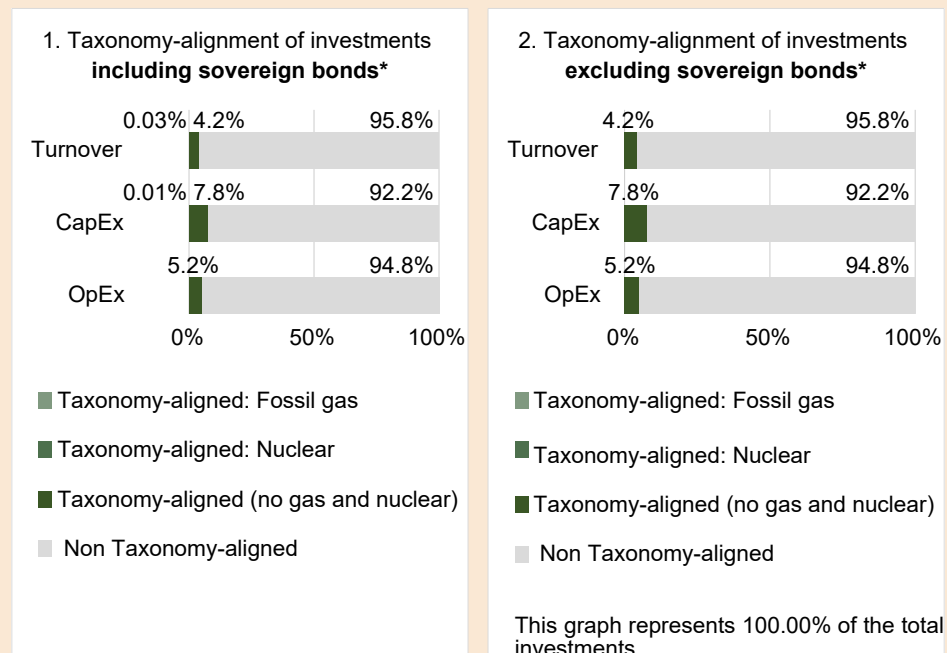 1. Taxonomy-alignment of investments
including sovereign bonds*
0.03% 4.2% 95.8%
Turnover
0.01% 7.8% 92.2%
CapEx
5.2% 94.8%
OpEx
0% 50% 100%
Taxonomy-aligned: Fossil gas
Taxonomy-aligned: Nuclear
Taxonomy-aligned (no gas and nuclear)
Non Taxonomy-aligned
2. Taxonomy-alignment of investments
excluding sovereign bonds*
4.2% 95.8%
Turnover
7.8% 92.2%
CapEx
5.2% 94.8%
OpEx
0% 50% 100%
Taxonomy-aligned: Fossil gas
Taxonomy-aligned: Nuclear
Taxonomy-aligned (no gas and nuclear)
Non Taxonomy-aligned
This graph represents 100.00% of the total
investments